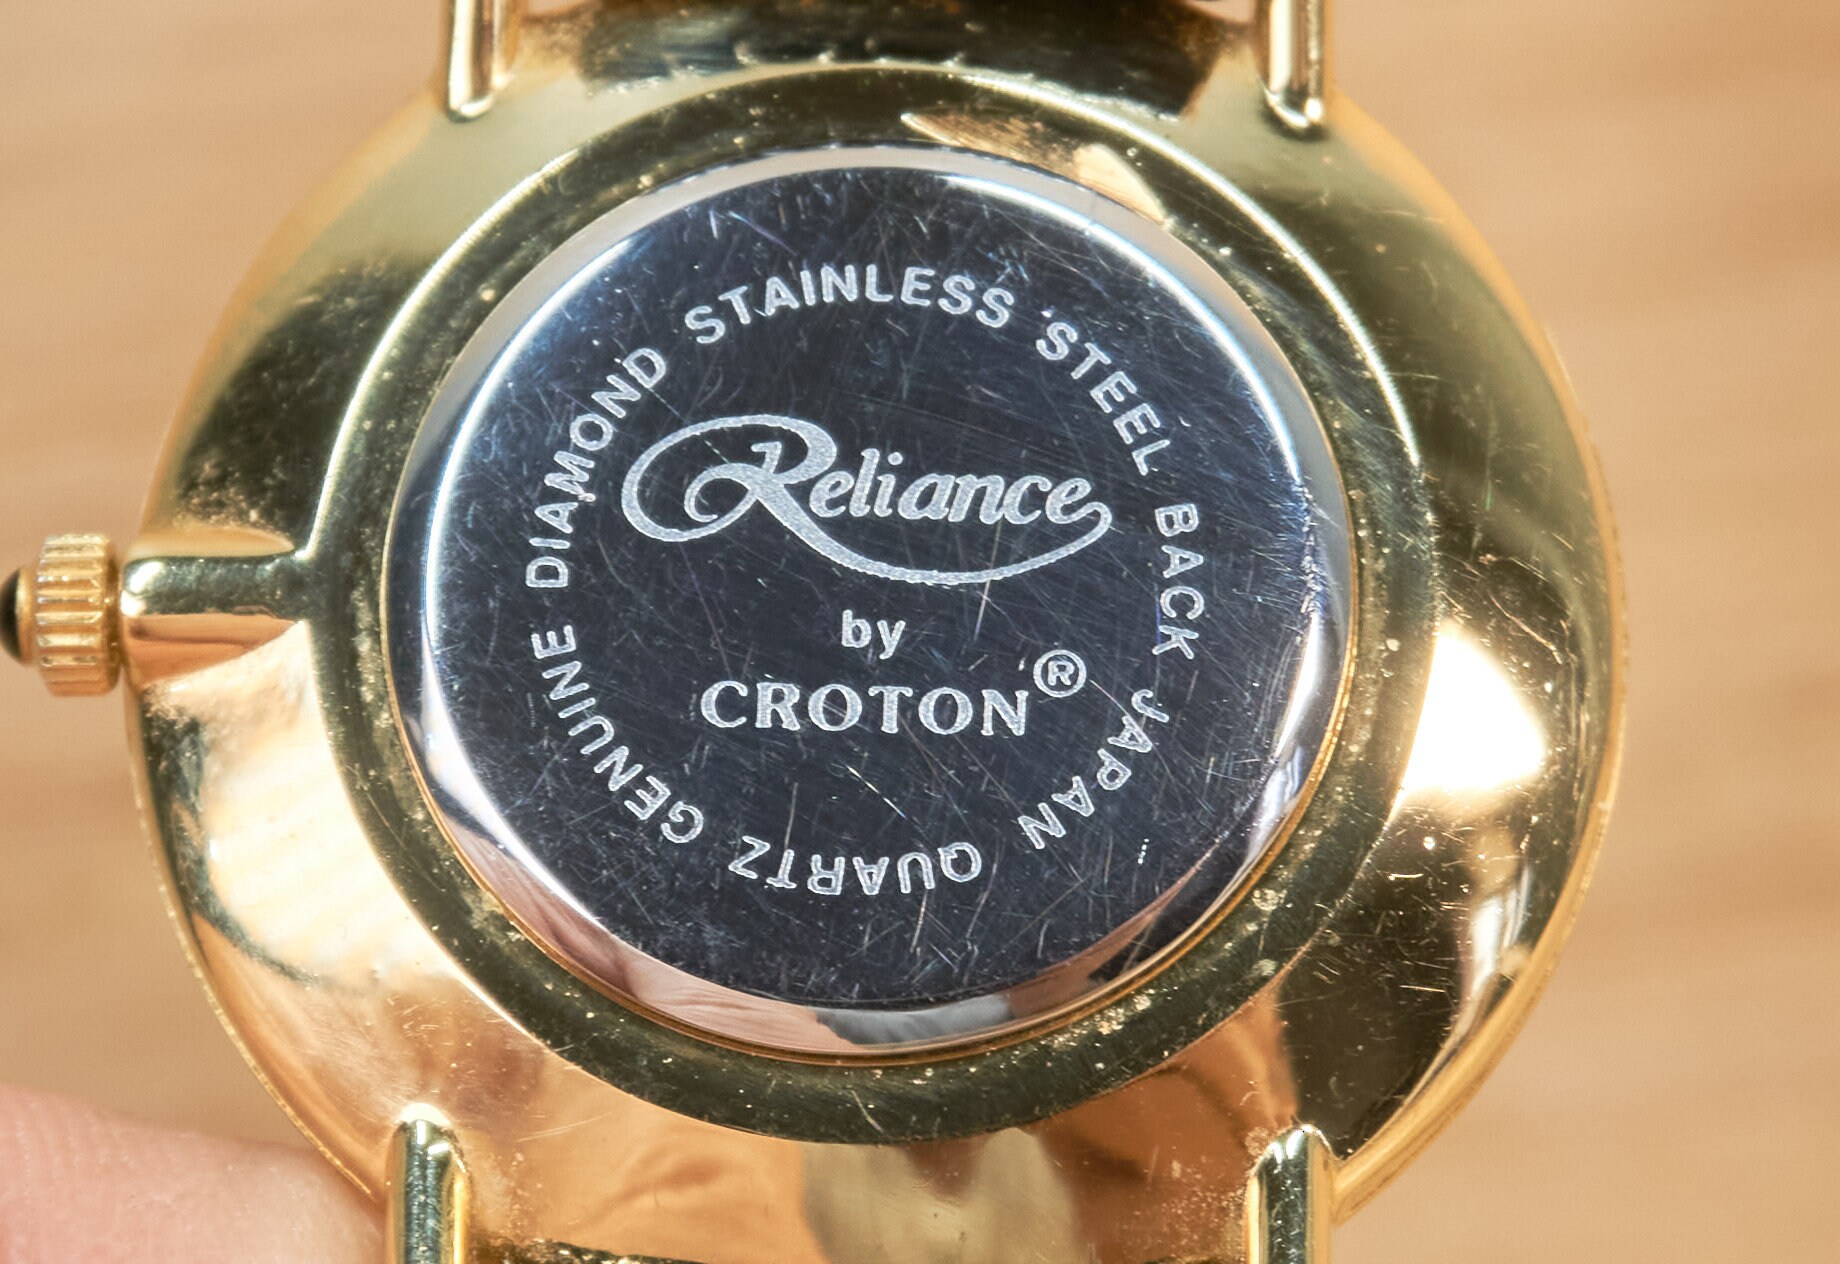 STAINLESS STEEL BACK JAPAN QUARTZ GENUINE DIAMOND
Reliance
by
CROTON®